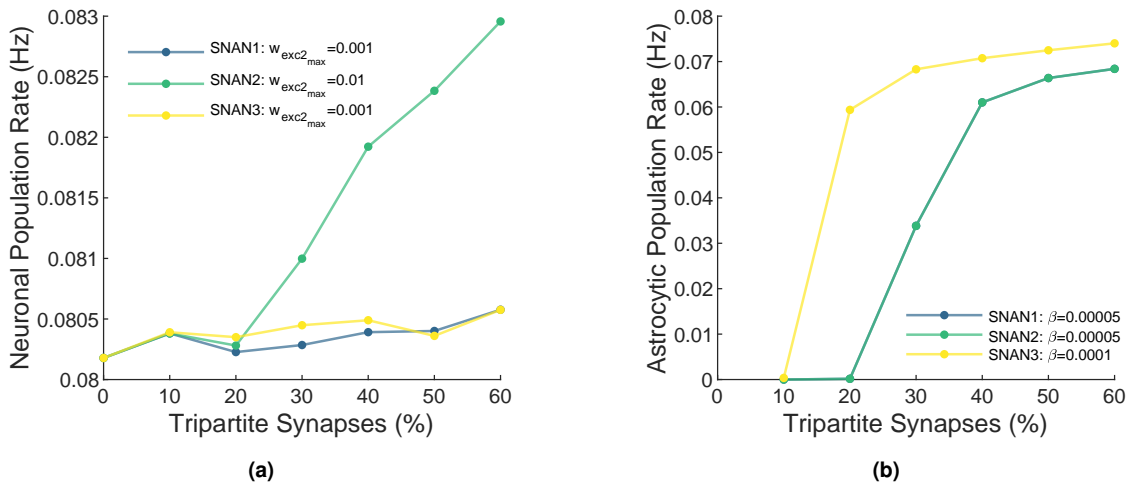 Neuronal Population Rate (Hz)
0.083
0.0825
0.082
0.0815
0.081
0.0805
0.08
SNAN1: w_exc2_max=0.001
SNAN2: w_exc2_max=0.01
SNAN3: w_exc2_max=0.001
0 10 20 30 40 50 60
Tripartite Synapses (%)
(a)
Astrocytic Population Rate (Hz)
0.08
0.07
0.06
0.05
0.04
0.03
0.02
0.01
0
SNAN1: β=0.00005
SNAN2: β=0.00005
SNAN3: β=0.0001
0 10 20 30 40 50 60
Tripartite Synapses (%)
(b)